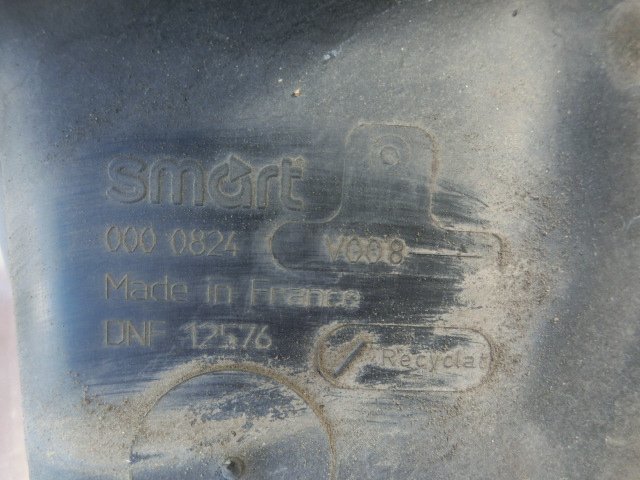 smart
000 0824
V008
Made in France
DNF 12576
Recyclat